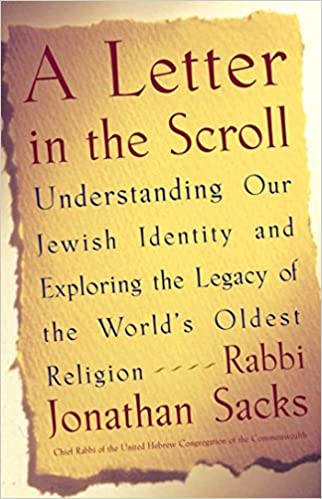 A Letter
in the Scroll
Understanding Our
Jewish Identity and
Exploring the Legacy of
the World's Oldest
Religion ---- Rabbi
Jonathan Sacks
Chief Rabbi of the United Hebrew Congregation of the Commonwealth